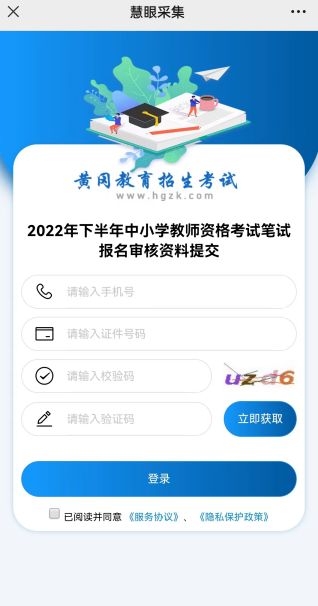 慧眼采集
黄冈教育招生考试
www.hgzk.com
2022年下半年中小学教师资格考试笔试
报名审核资料提交
请输入手机号
请输入证件号码
请输入校验码
uzd6
请输入验证码
立即获取
登录
已阅读并同意《服务协议》、《隐私保护政策》